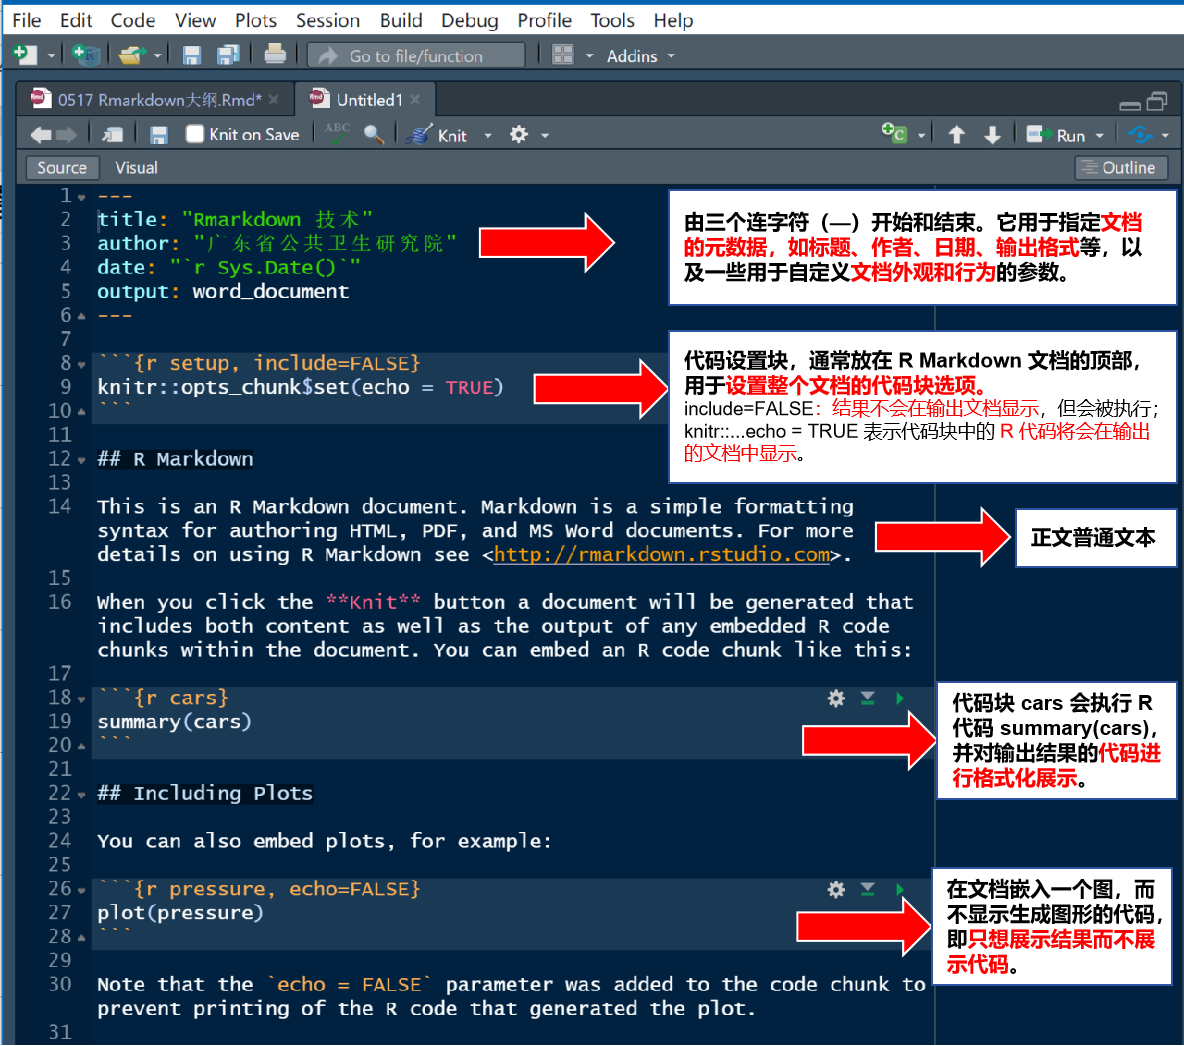 File Edit Code View Plots Session Build Debug Profile Tools Help
Go to file/function Addins
0517 Rmarkdown大纲.Rmd* × Untitled1 ×
Knit on Save ABC Knit Run
Source Visual Outline
1 ---
2 title: "Rmarkdown 技术"
3 author: "广东省公共卫生研究院"
4 date: "`r Sys.Date()`"
5 output: word_document
6 ---
7
8 ```{r setup, include=FALSE}
9 knitr::opts_chunk$set(echo = TRUE)
10 ```
11
12 ## R Markdown
13
14 This is an R Markdown document. Markdown is a simple formatting
syntax for authoring HTML, PDF, and MS Word documents. For more
details on using R Markdown see <http://rmarkdown.rstudio.com>.
15
16 When you click the **Knit** button a document will be generated that
includes both content as well as the output of any embedded R code
chunks within the document. You can embed an R code chunk like this:
17
18 ```{r cars}
19 summary(cars)
20 ```
21
22 ## Including Plots
23
24 You can also embed plots, for example:
25
26 ```{r pressure, echo=FALSE}
27 plot(pressure)
28 ```
29
30 Note that the `echo = FALSE` parameter was added to the code chunk to
prevent printing of the R code that generated the plot.
31
由三个连字符（—）开始和结束。它用于指定文档
的元数据，如标题、作者、日期、输出格式等，以
及一些用于自定义文档外观和行为的参数。
代码设置块，通常放在 R Markdown 文档的顶部，
用于设置整个文档的代码块选项。
include=FALSE：结果不会在输出文档显示，但会被执行；
knitr::...echo = TRUE 表示代码块中的 R 代码将会在输出
的文档中显示。
正文普通文本
代码块 cars 会执行 R
代码 summary(cars)，
并对输出结果的代码进
行格式化展示。
在文档嵌入一个图，而
不显示生成图形的代码，
即只想展示结果而不展
示代码。